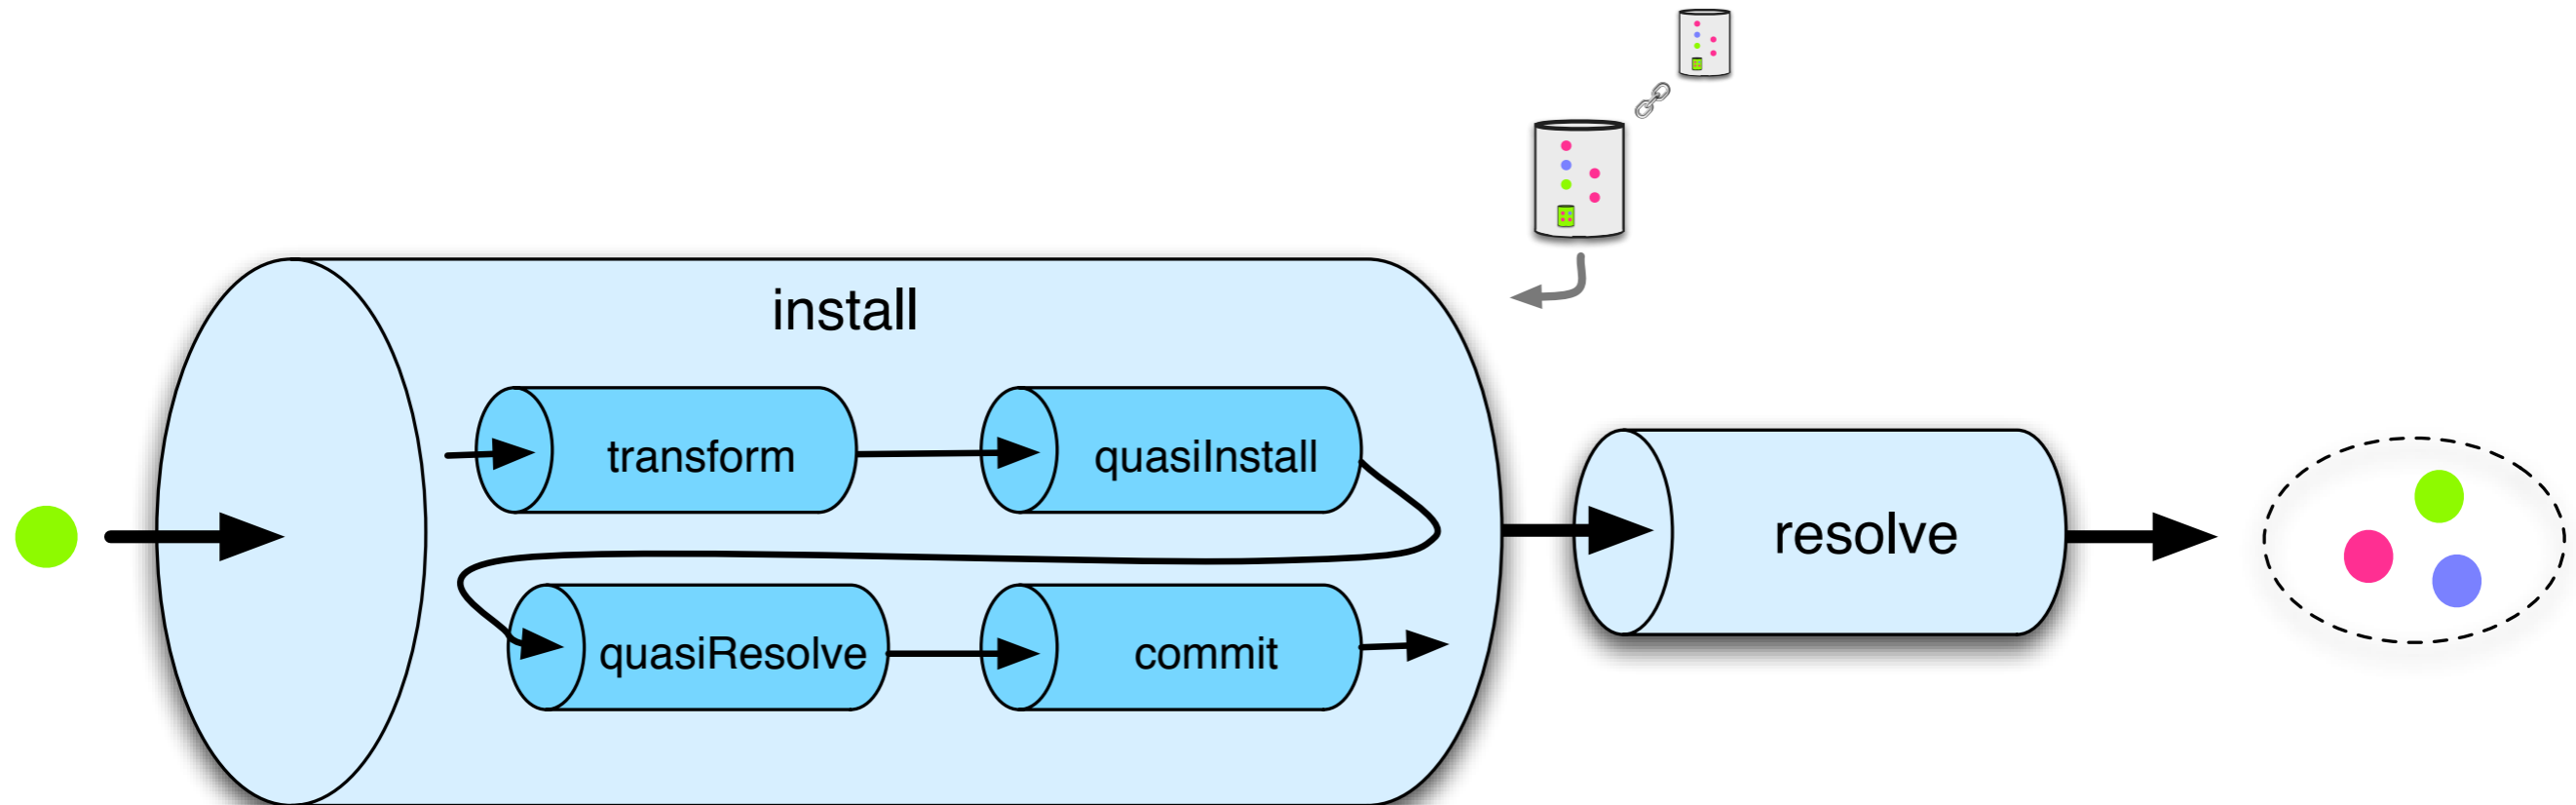 install
transform
quasiInstall
quasiResolve
commit
resolve